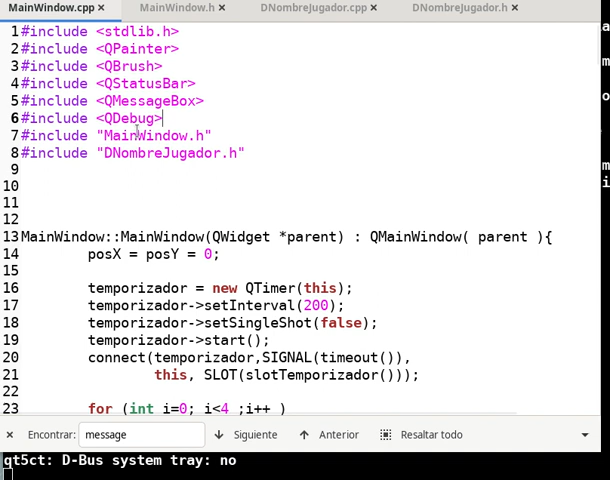 MainWindow.cpp × MainWindow.h × DNombreJugador.cpp × DNombreJugador.h ×
1 #include <stdlib.h>
2 #include <QPainter>
3 #include <QBrush>
4 #include <QStatusBar>
5 #include <QMessageBox>
6 #include <QDebug>
7 #include "MainWindow.h"
8 #include "DNombreJugador.h"
9
10
11
12
13 MainWindow::MainWindow(QWidget *parent) : QMainWindow( parent ){
14 posX = posY = 0;
15
16 temporizador = new QTimer(this);
17 temporizador->setInterval(200);
18 temporizador->setSingleShot(false);
19 temporizador->start();
20 connect(temporizador,SIGNAL(timeout()),
21 this, SLOT(slotTemporizador()));
22
23 for (int i=0; i<4 ;i++ )
× Encontrar: message Siguiente Anterior Resaltar todo
qt5ct: D-Bus system tray: no